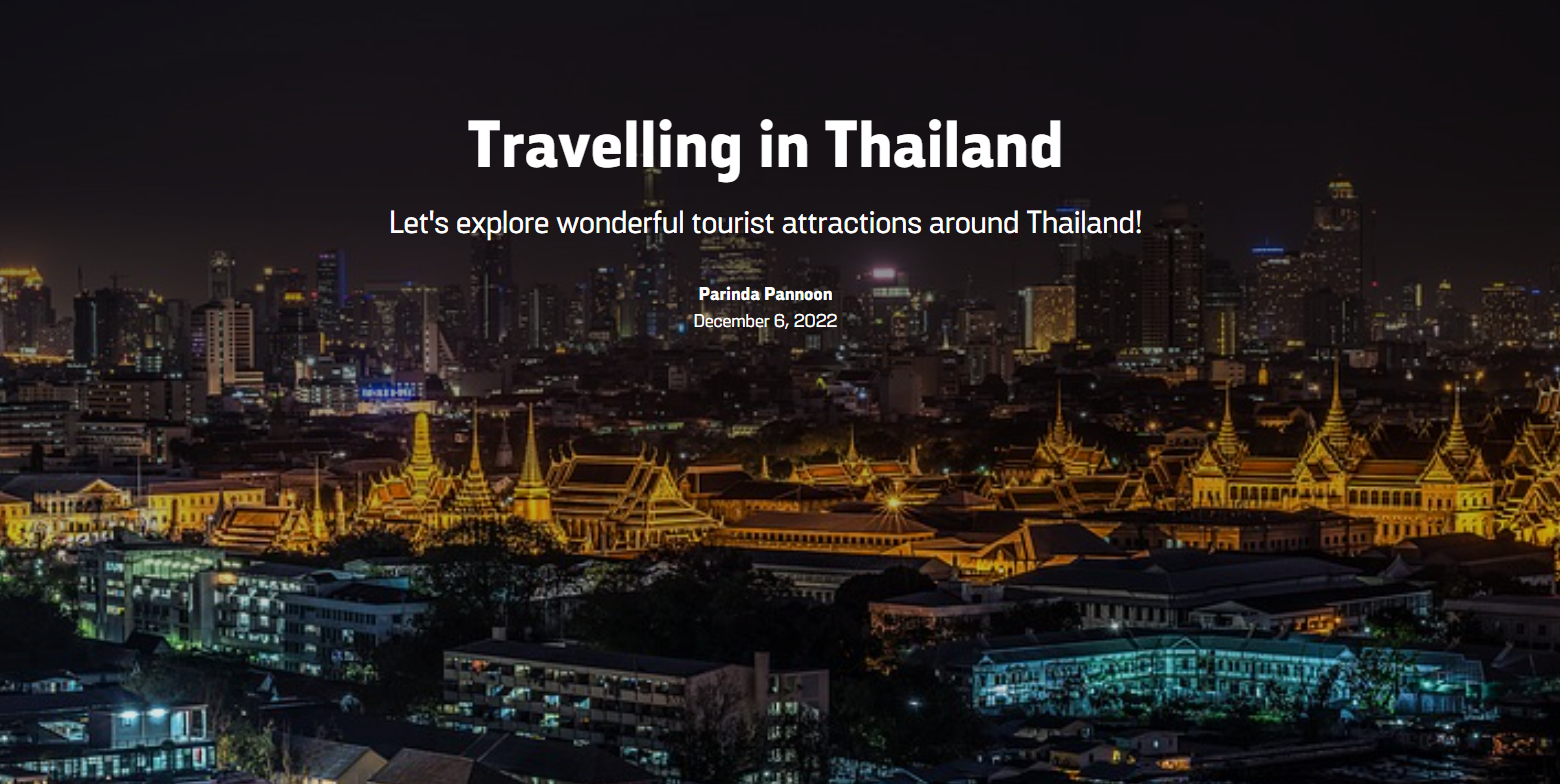 Travelling in Thailand
Let's explore wonderful tourist attractions around Thailand!
Parinda Pannoon
December 6, 2022